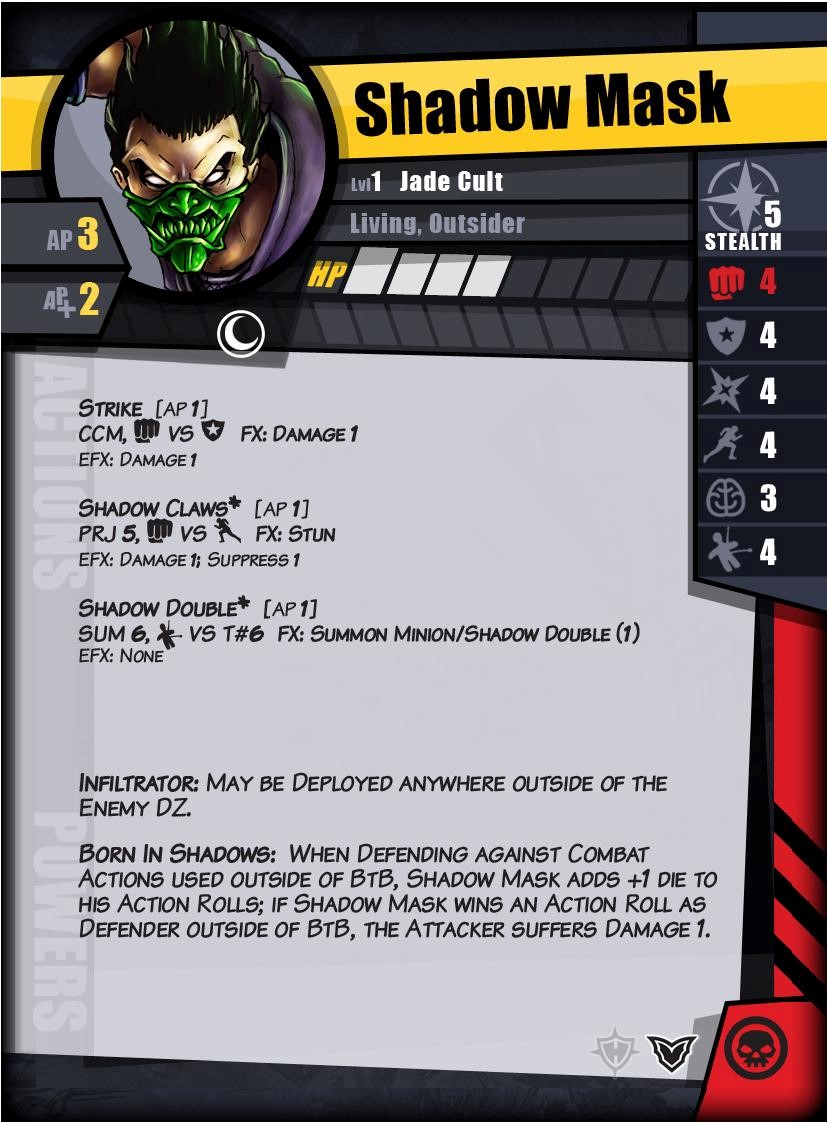 Shadow Mask
Lvl1 Jade Cult
Living, Outsider
AP 3
AP+ 2
HP
5
STEALTH
4
4
4
4
3
4
ACTIONS
STRIKE [AP 1]
CCM, VS FX: DAMAGE 1
EFX: DAMAGE 1
SHADOW CLAWS* [AP 1]
PRJ 5, VS FX: STUN
EFX: DAMAGE 1; SUPPRESS 1
SHADOW DOUBLE* [AP 1]
SUM 6, VS T#6 FX: SUMMON MINION/SHADOW DOUBLE (1)
EFX: NONE
POWERS
INFILTRATOR: MAY BE DEPLOYED ANYWHERE OUTSIDE OF THE
ENEMY DZ.
BORN IN SHADOWS: WHEN DEFENDING AGAINST COMBAT
ACTIONS USED OUTSIDE OF BTB, SHADOW MASK ADDS +1 DIE TO
HIS ACTION ROLLS; IF SHADOW MASK WINS AN ACTION ROLL AS
DEFENDER OUTSIDE OF BTB, THE ATTACKER SUFFERS DAMAGE 1.
H